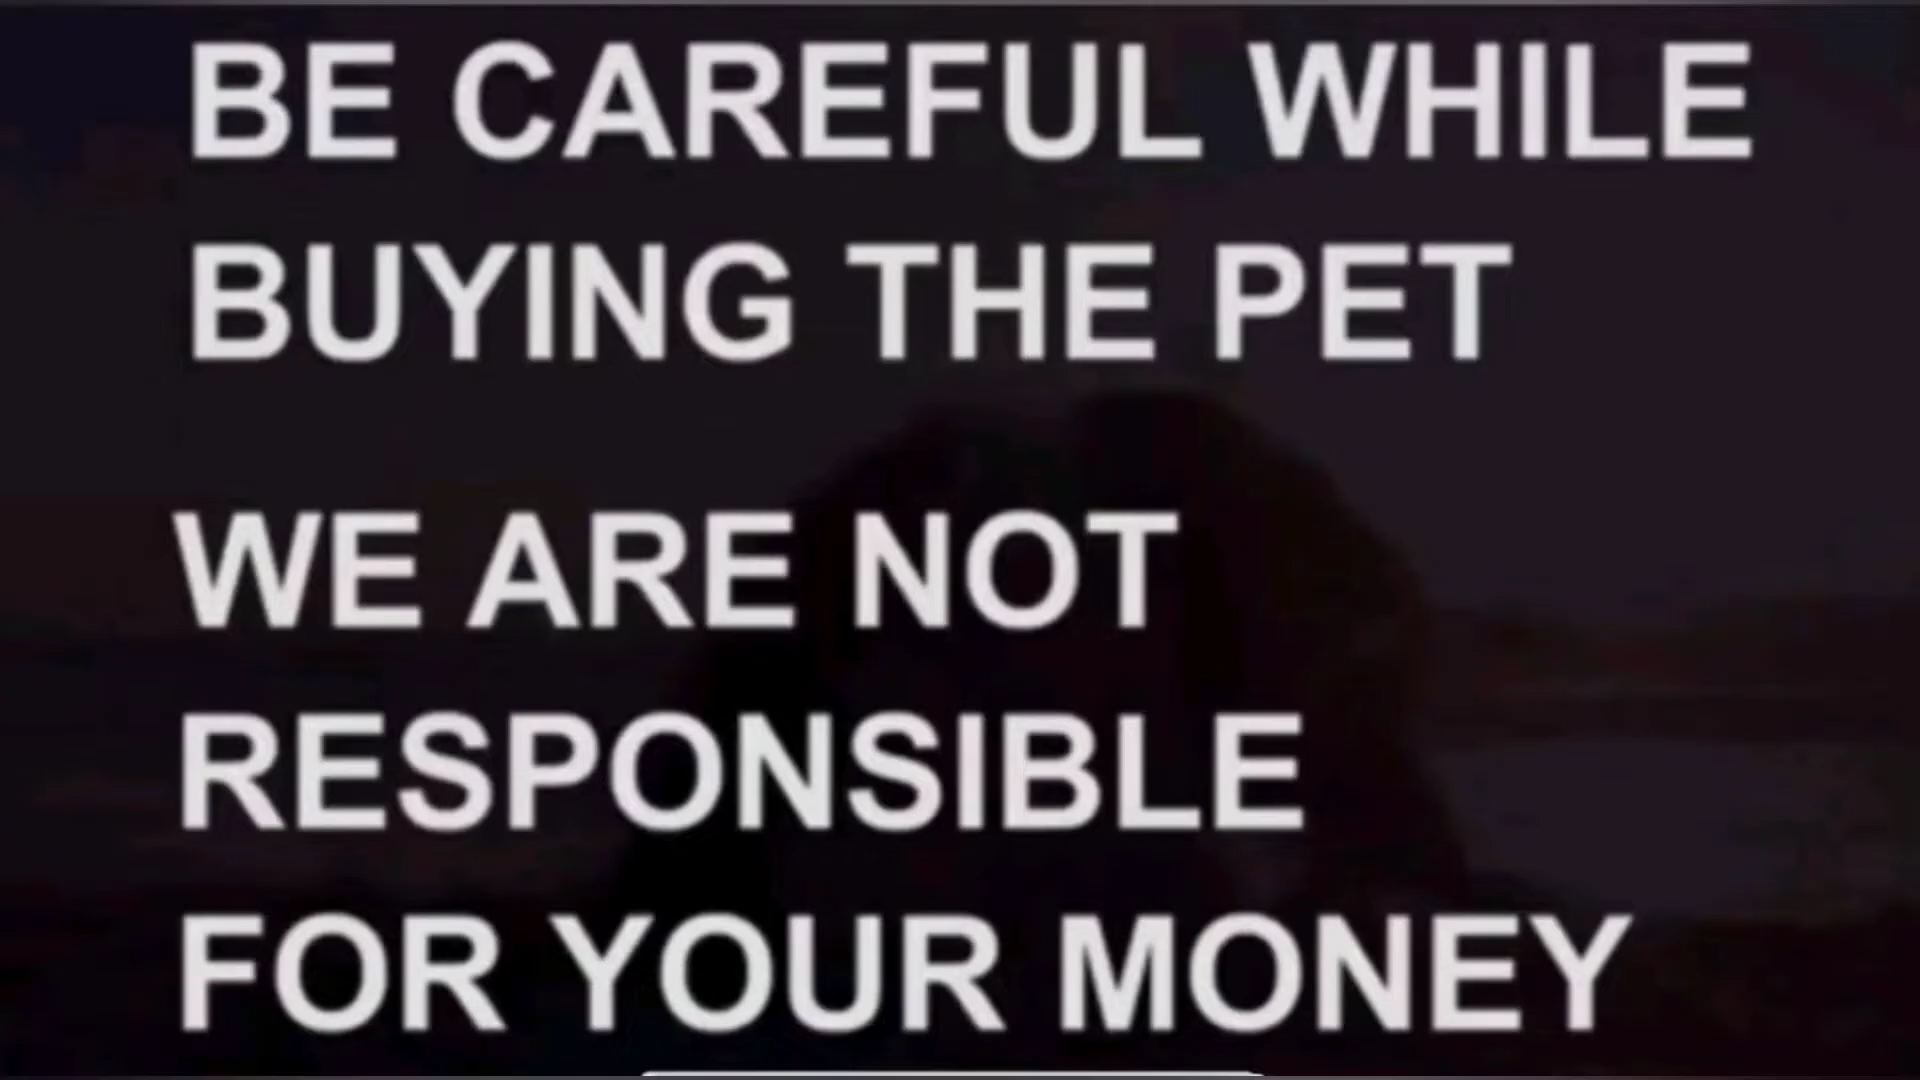 BE CAREFUL WHILE
BUYING THE PET
WE ARE NOT
RESPONSIBLE
FOR YOUR MONEY